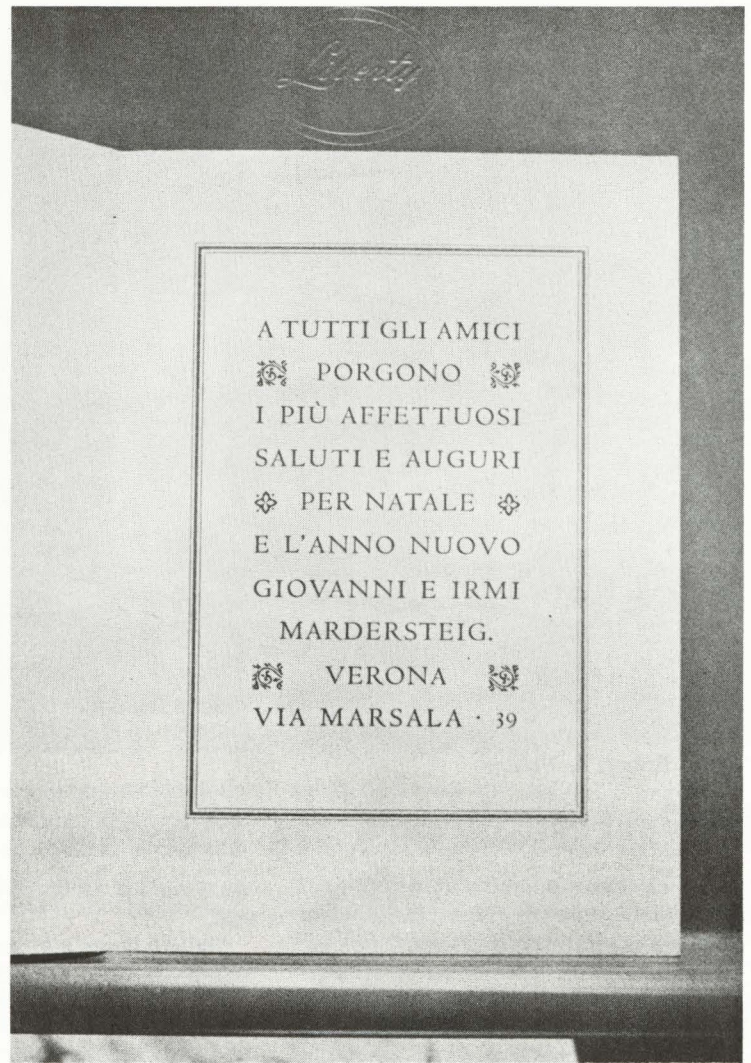 Liberty
A TUTTI GLI AMICI
PORGONO
I PIÙ AFFETTUOSI
SALUTI E AUGURI
PER NATALE
E L'ANNO NUOVO
GIOVANNI E IRMI
MARDERSTEIG.
VERONA
VIA MARSALA · 39